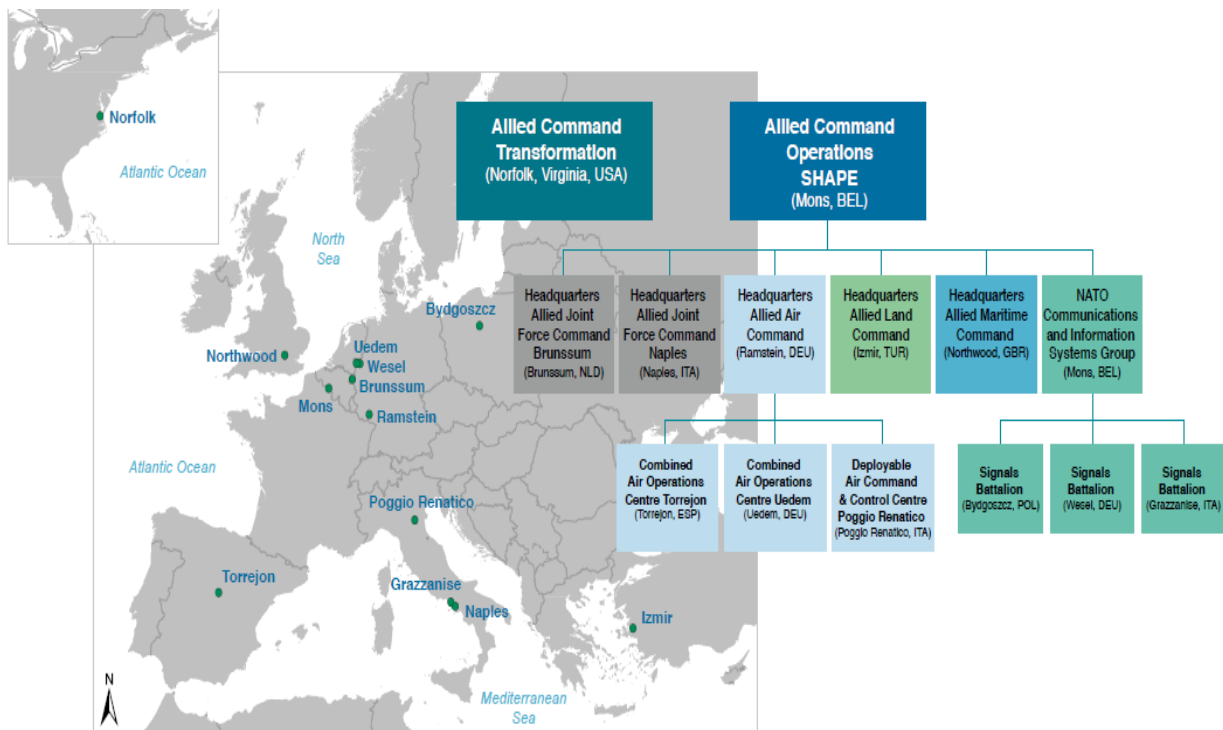 Norfolk
Atlantic Ocean
North
Sea
Bydgoszcz
Uedem
Wesel
Northwood
Brunssum
Mons
Ramstein
Atlantic Ocean
Poggio Renatico
Torrejon
Grazzanise
Naples
Izmir
Mediterranean
Sea
N
Allied Command
Transformation
(Norfolk, Virginia, USA)
Allied Command
Operations
SHAPE
(Mons, BEL)
Headquarters
Allied Joint
Force Command
Brunssum
(Brunssum, NLD)
Headquarters
Allied Joint
Force Command
Naples
(Naples, ITA)
Headquarters
Allied Air
Command
(Ramstein, DEU)
Headquarters
Allied Land
Command
(Izmir, TUR)
Headquarters
Allied Maritime
Command
(Northwood, GBR)
NATO
Communications
and Information
Systems Group
(Mons, BEL)
Combined
Air Operations
Centre Torrejon
(Torrejon, ESP)
Combined
Air Operations
Centre Uedem
(Uedem, DEU)
Deployable
Air Command
& Control Centre
Poggio Renatico
(Poggio Renatico, ITA)
Signals
Battalion
(Bydgoszcz, POL)
Signals
Battalion
(Wesel, DEU)
Signals
Battalion
(Grazzanise, ITA)